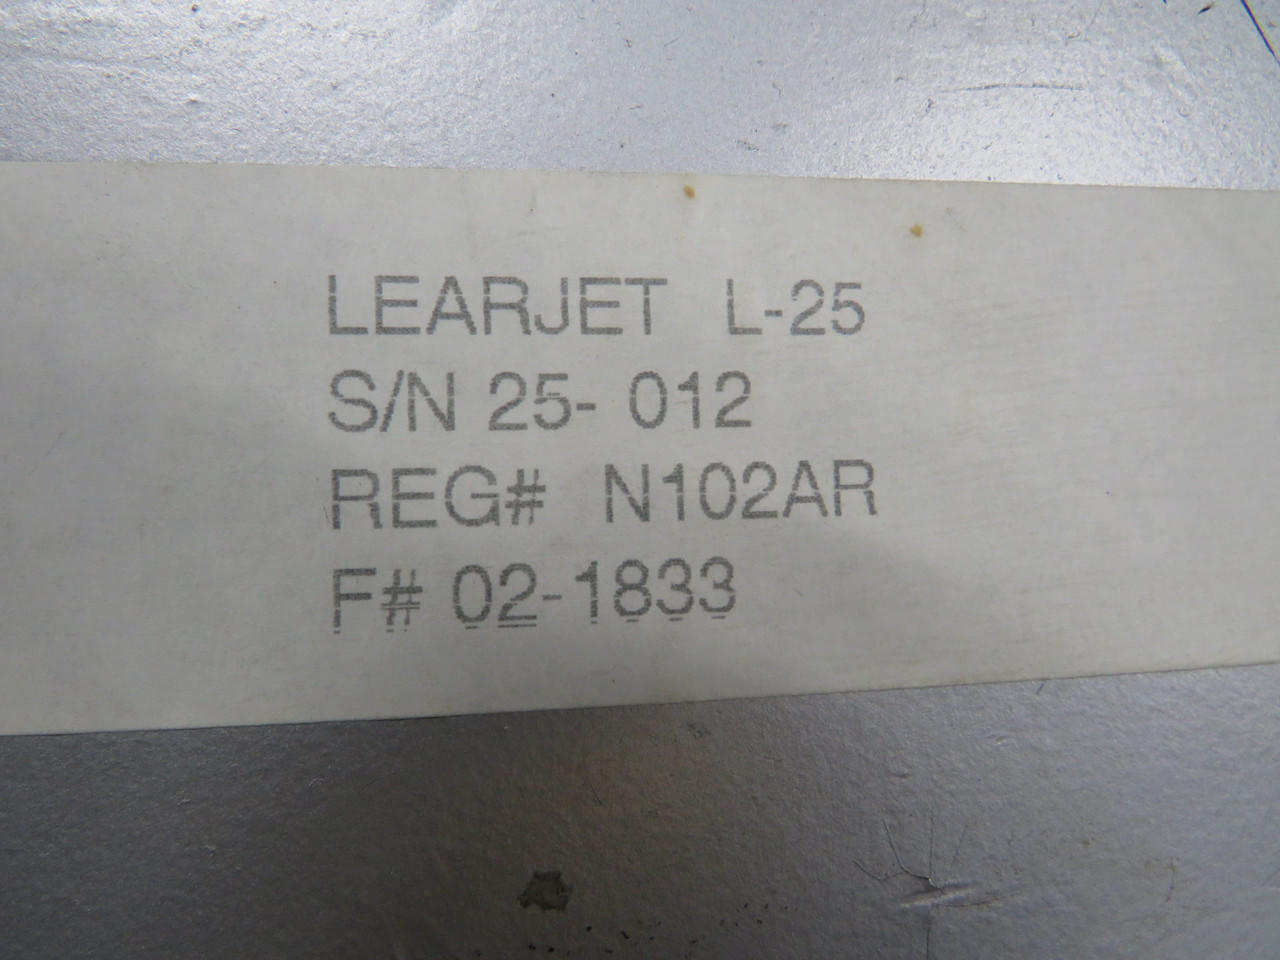 LEARJET L-25
S/N 25- 012
REG# N102AR
F# 02-1833